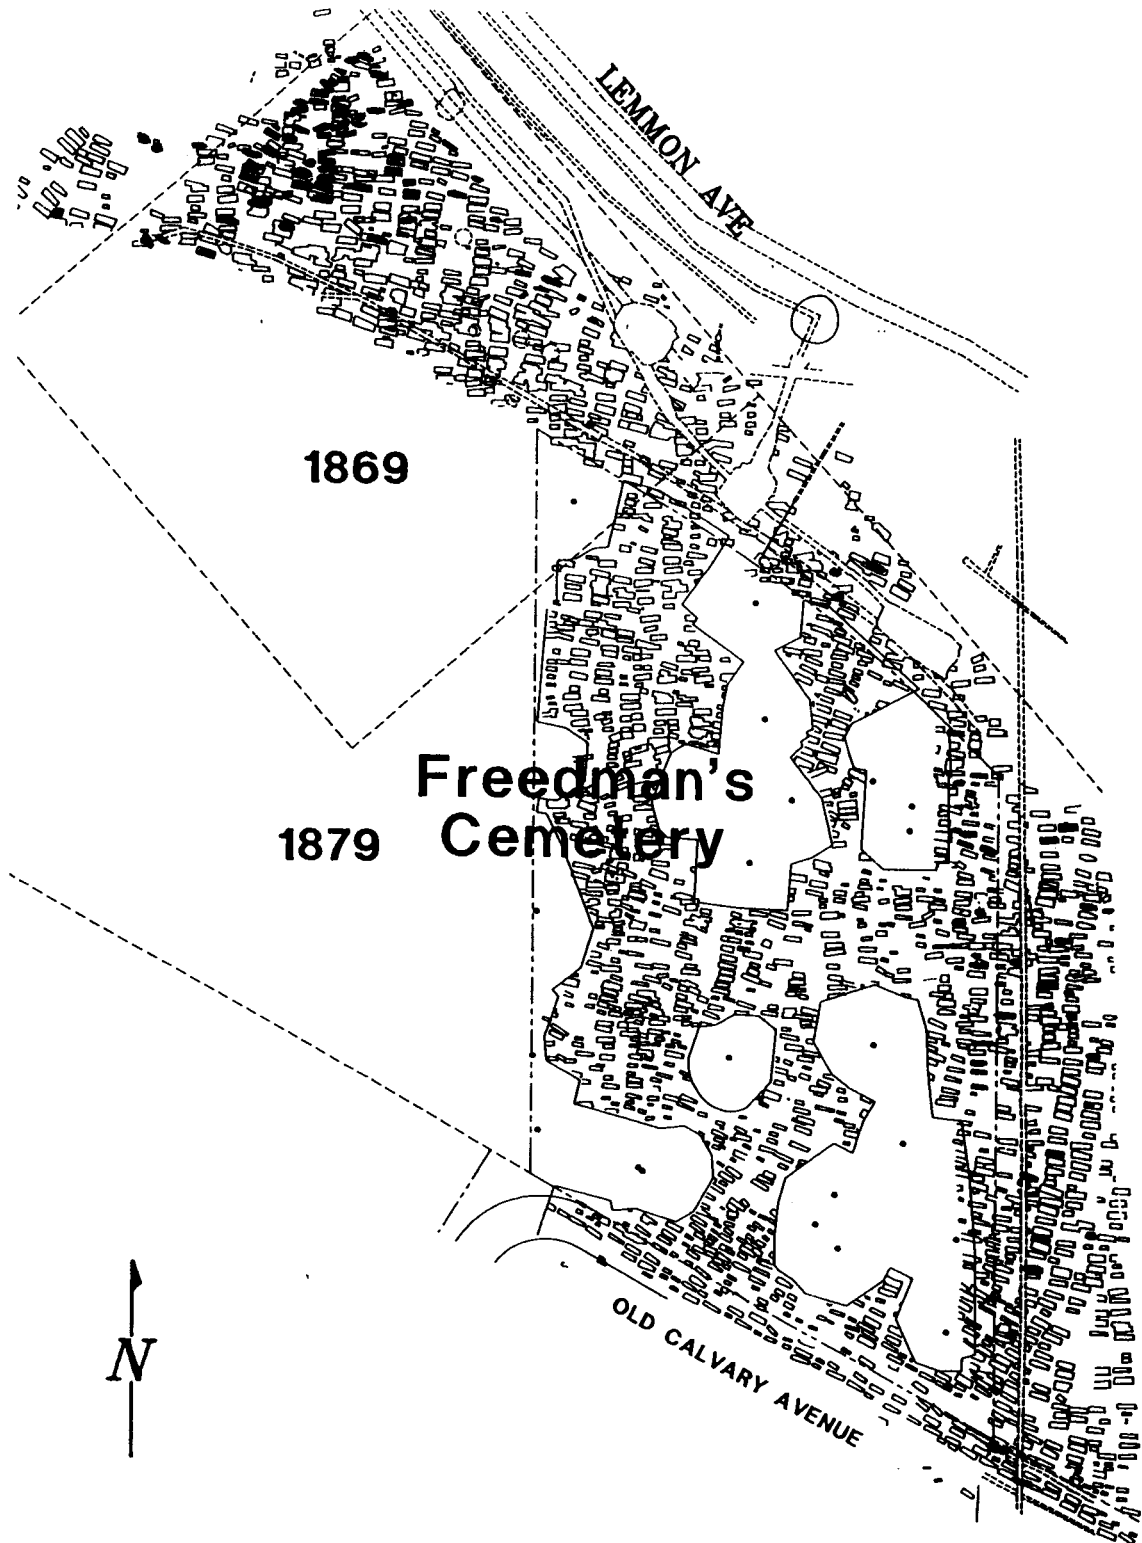 LEMMON AVE
1869
Freedman's
Cemetery
1879
OLD CALVARY AVENUE
N